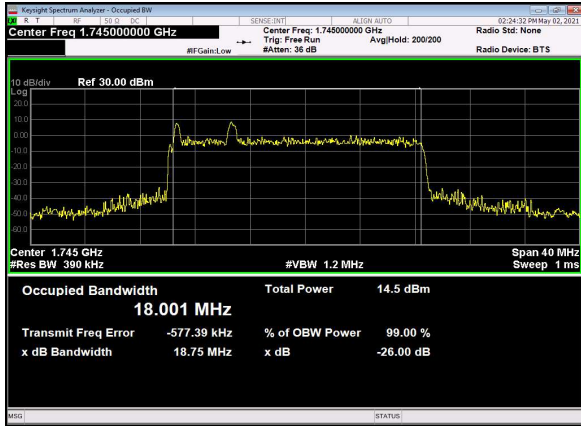 Keysight Spectrum Analyzer - Occupied BW
LXI R T RF 50 Ω DC SENSE:INT ALIGN AUTO 02:24:32 PM May 02, 2021
Center Freq 1.745000000 GHz Center Freq: 1.745000000 GHz Radio Std: None
Trig: Free Run Avg|Hold: 200/200
#IFGain:Low #Atten: 36 dB Radio Device: BTS
10 dB/div Ref 30.00 dBm
Log
20.0
10.0
0.00
-10.0
-20.0
-30.0
-40.0
-50.0
-60.0
Center 1.745 GHz Span 40 MHz
#Res BW 390 kHz #VBW 1.2 MHz Sweep 1 ms
Occupied Bandwidth Total Power 14.5 dBm
18.001 MHz
Transmit Freq Error -577.39 kHz % of OBW Power 99.00 %
x dB Bandwidth 18.75 MHz x dB -26.00 dB
MSG STATUS